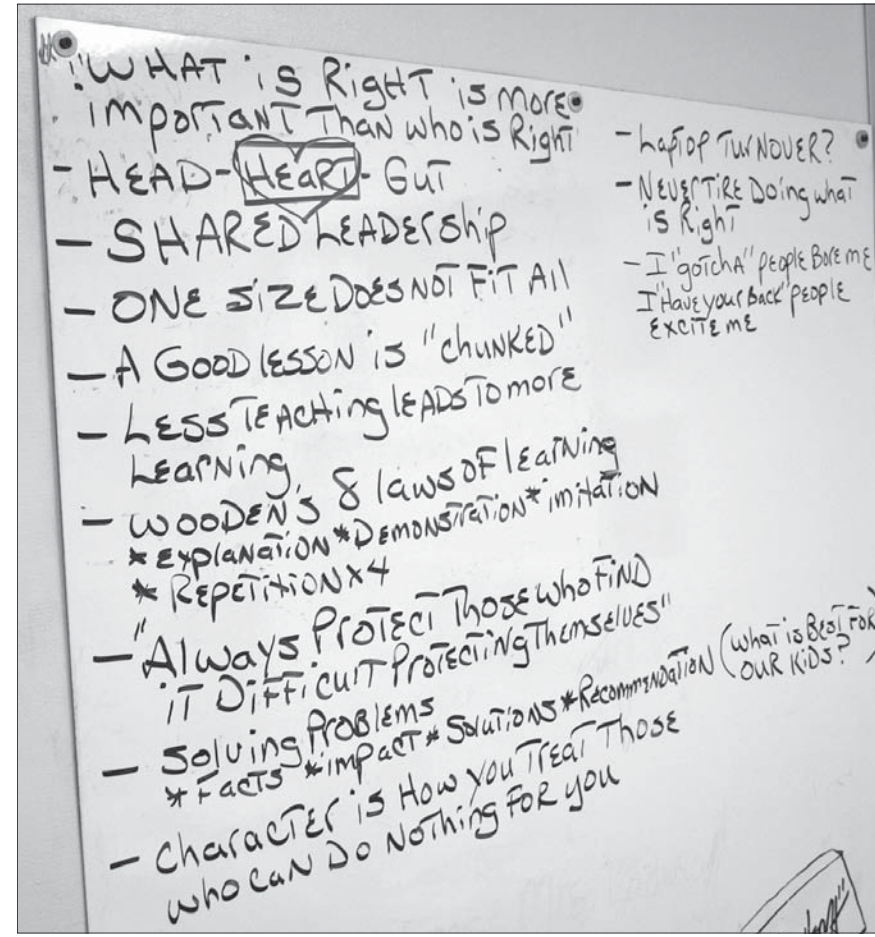 "WHAT is Right is more
important Than who is Right
- HEAD-HEART-GUT
- SHARED LEADERship
- ONE SIZE DOES NOT FIT All
- A GOOD lESSON is "chunked"
- LESS TEACHing lEADS To more
LEARNing
- WOODEN'S 8 laws OF learning
* Explanation * Demonstration * imitation
* REPETITION x4
- "Always Protect Those who Find
iT DifficulT Protecting Themselves"
- Solving Problems
* Facts * impact * Solutions * Recommendation (what is Best For
our KiDS?)
- Character is How you Treat Those
who can Do Nothing For you
- Laptop TurNover?
- Never Tire Doing what
is Right
- I "gotcha" people Bore me
I "Have your Back" people
Excite me